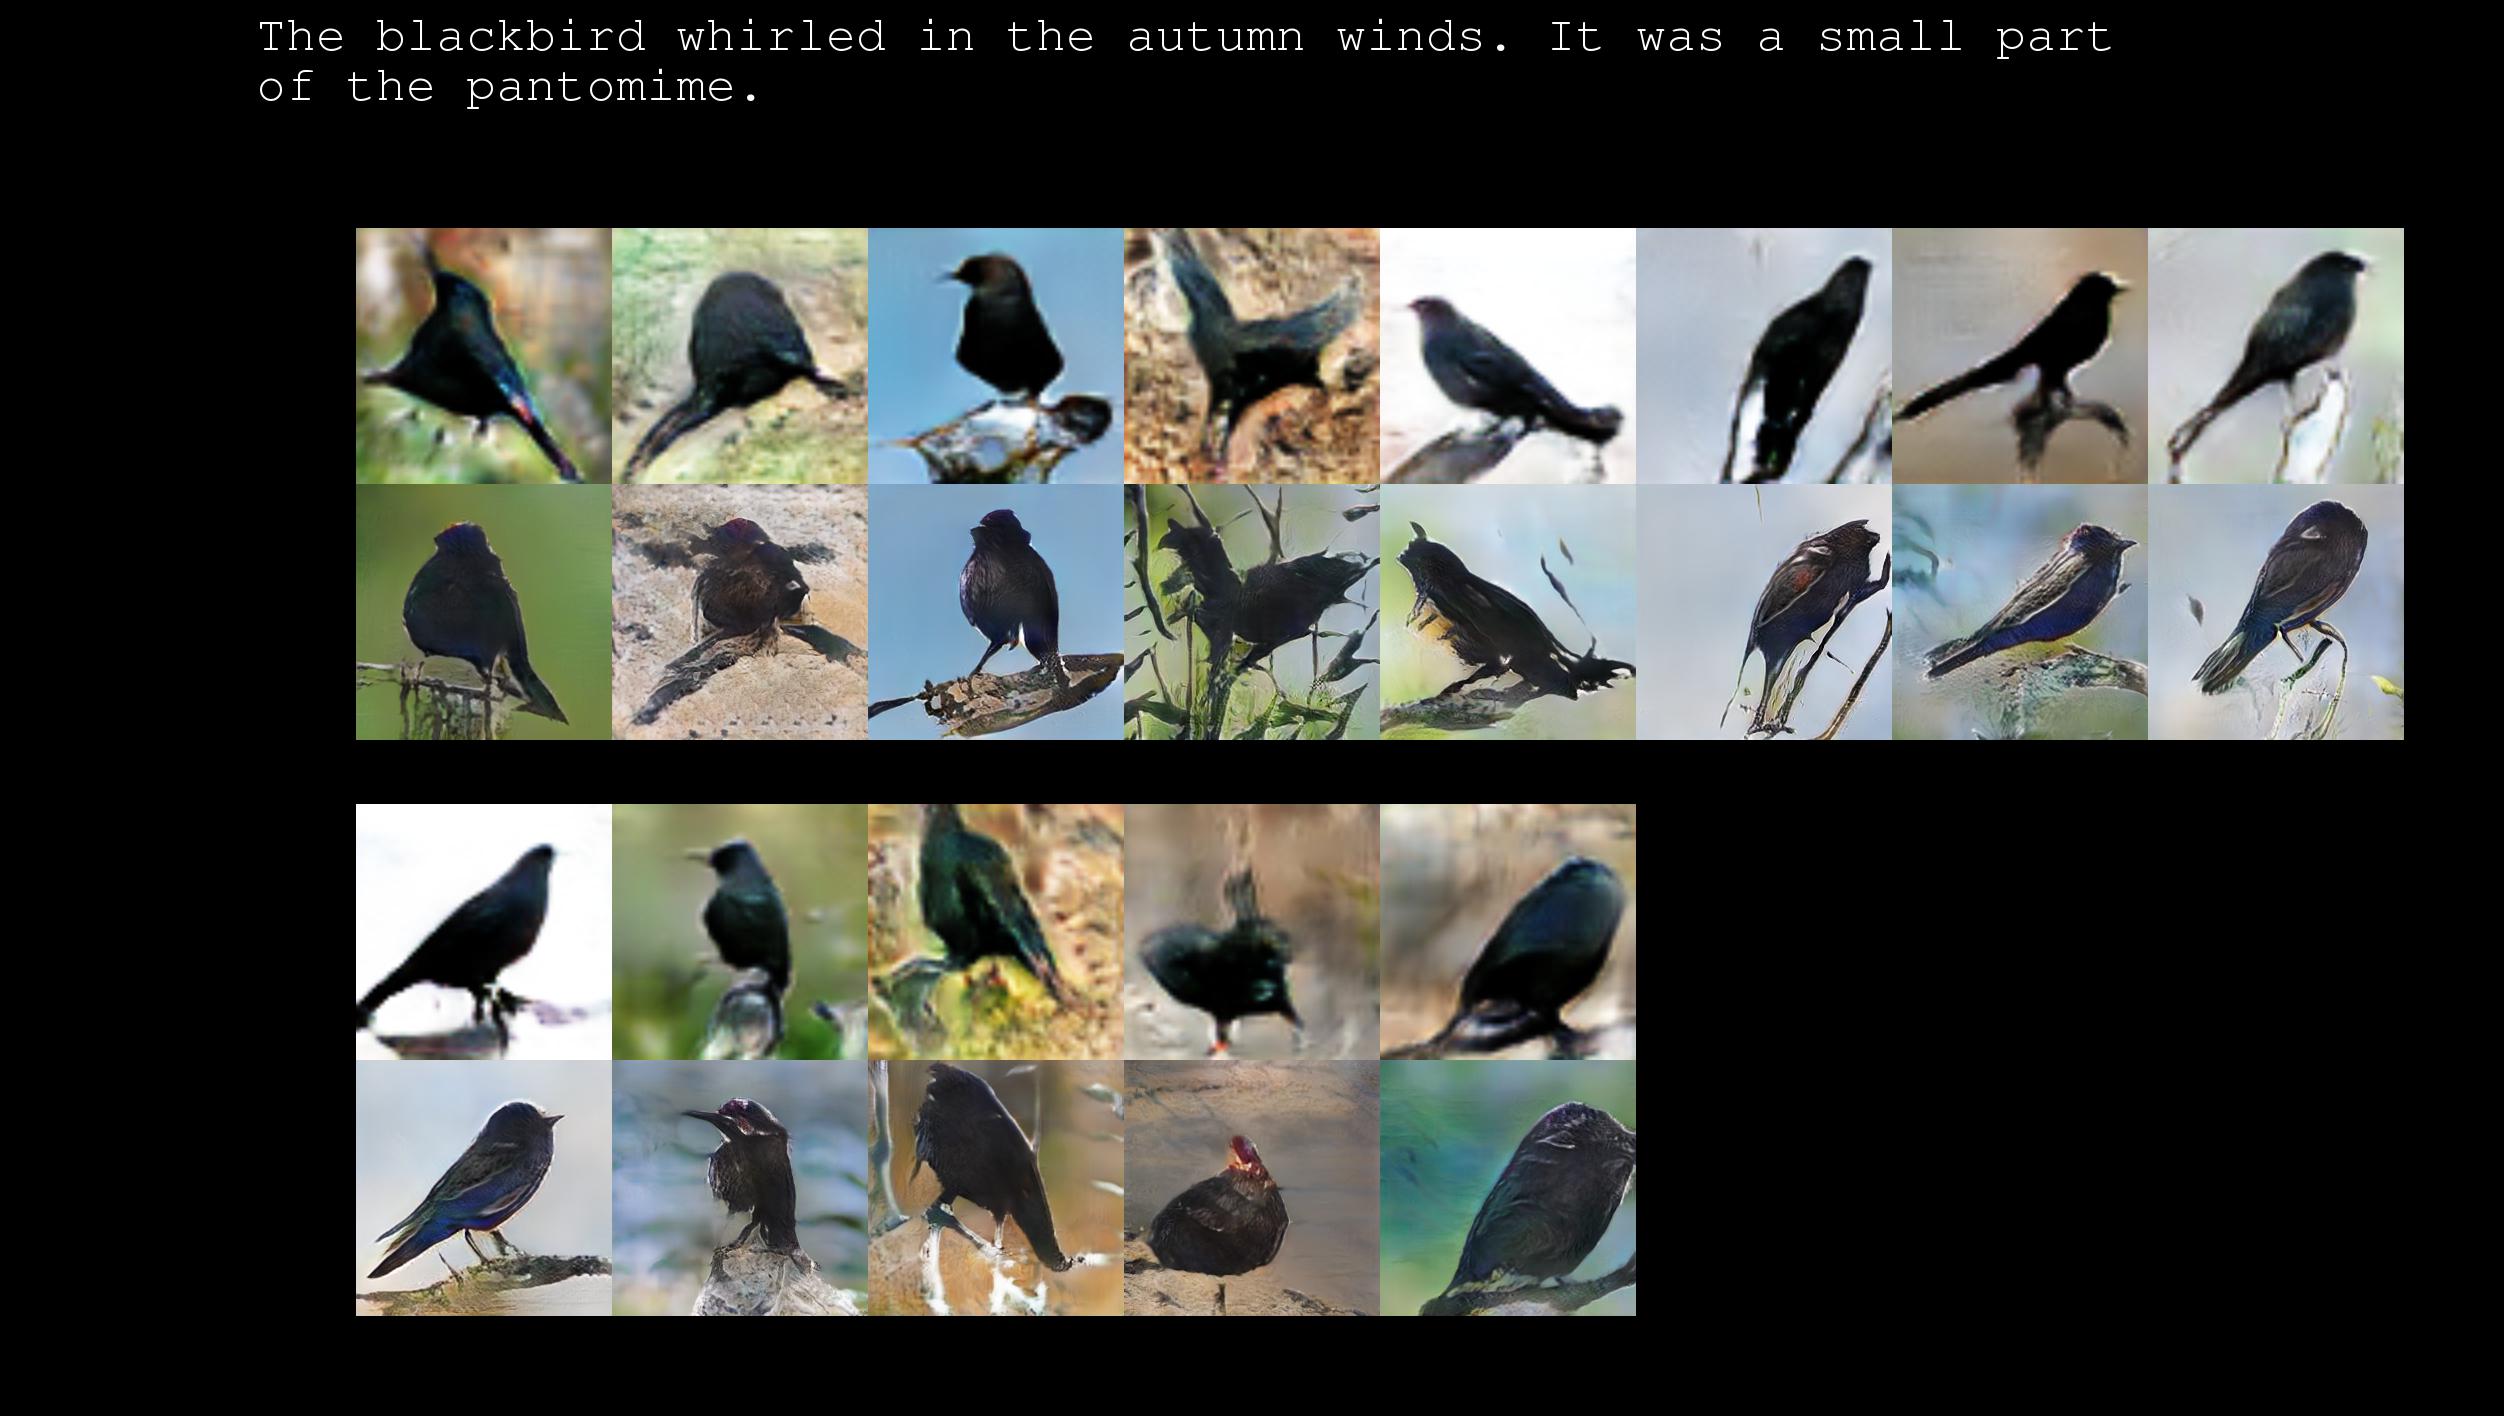 The blackbird whirled in the autumn winds. It was a small part
of the pantomime.